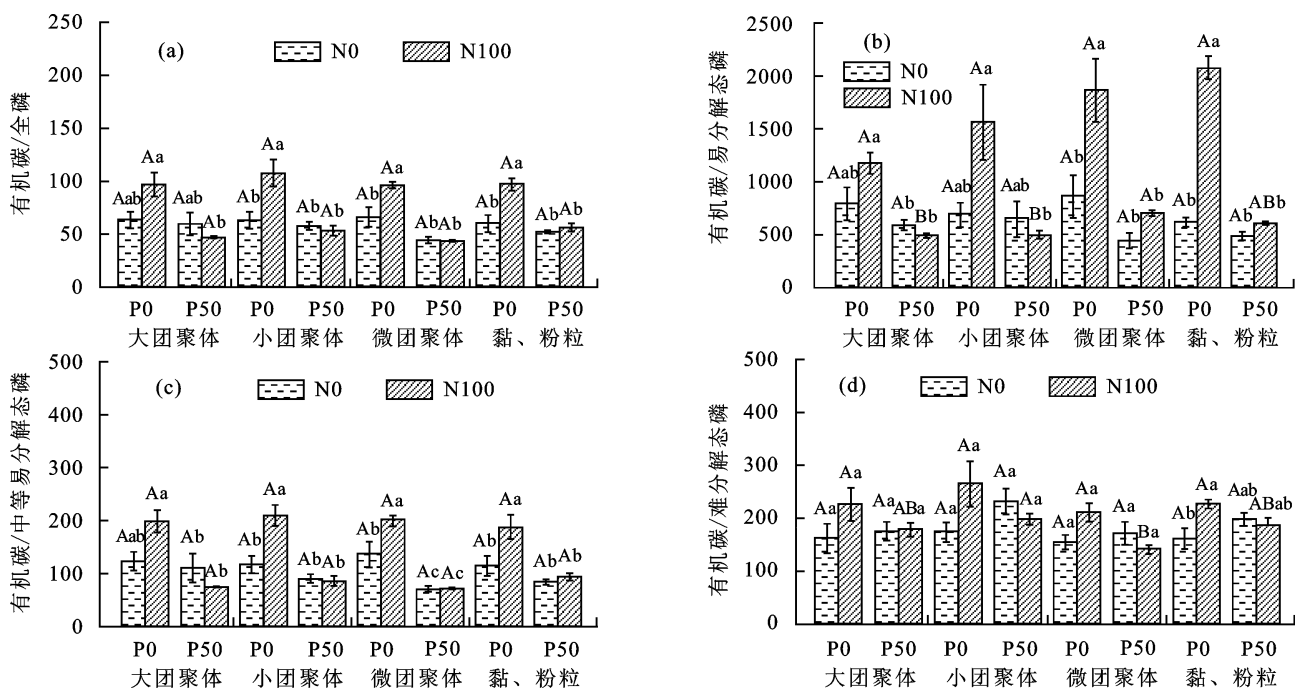 有机碳/全磷
250
200
150
100
50
0
(a)
N0
N100
Aab
Aa
Aab
Ab
Ab
Aa
Ab
Ab
Ab
Aa
Ab
Ab
Ab
Aa
Ab
Ab
P0 P50 P0 P50 P0 P50 P0 P50
大团聚体 小团聚体 微团聚体 黏、粉粒
有机碳/易分解态磷
2500
2000
1500
1000
500
0
(b)
N0
N100
Aab
Aa
Ab
Bb
Aab
Aa
Aab
Bb
Ab
Aa
Ab
Ab
Ab
Aa
Ab
ABb
P0 P50 P0 P50 P0 P50 P0 P50
大团聚体 小团聚体 微团聚体 黏、粉粒
有机碳/中等易分解态磷
500
400
300
200
100
0
(c)
N0
N100
Aab
Aa
Ab
Ab
Ab
Aa
Ab
Ab
Ab
Aa
Ac
Ac
Ab
Aa
Ab
Ab
P0 P50 P0 P50 P0 P50 P0 P50
大团聚体 小团聚体 微团聚体 黏、粉粒
有机碳/难分解态磷
500
400
300
200
100
0
(d)
N0
N100
Aa
Aa
Aa
ABa
Aa
Aa
Aa
Aa
Aa
Aa
Aa
Ba
Ab
Aa
Aab
ABab
P0 P50 P0 P50 P0 P50 P0 P50
大团聚体 小团聚体 微团聚体 黏、粉粒